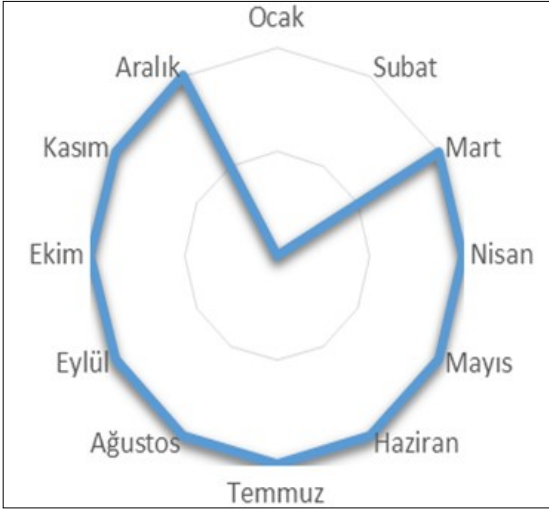 Ocak
Subat
Mart
Nisan
Mayıs
Haziran
Temmuz
Ağustos
Eylül
Ekim
Kasım
Aralık